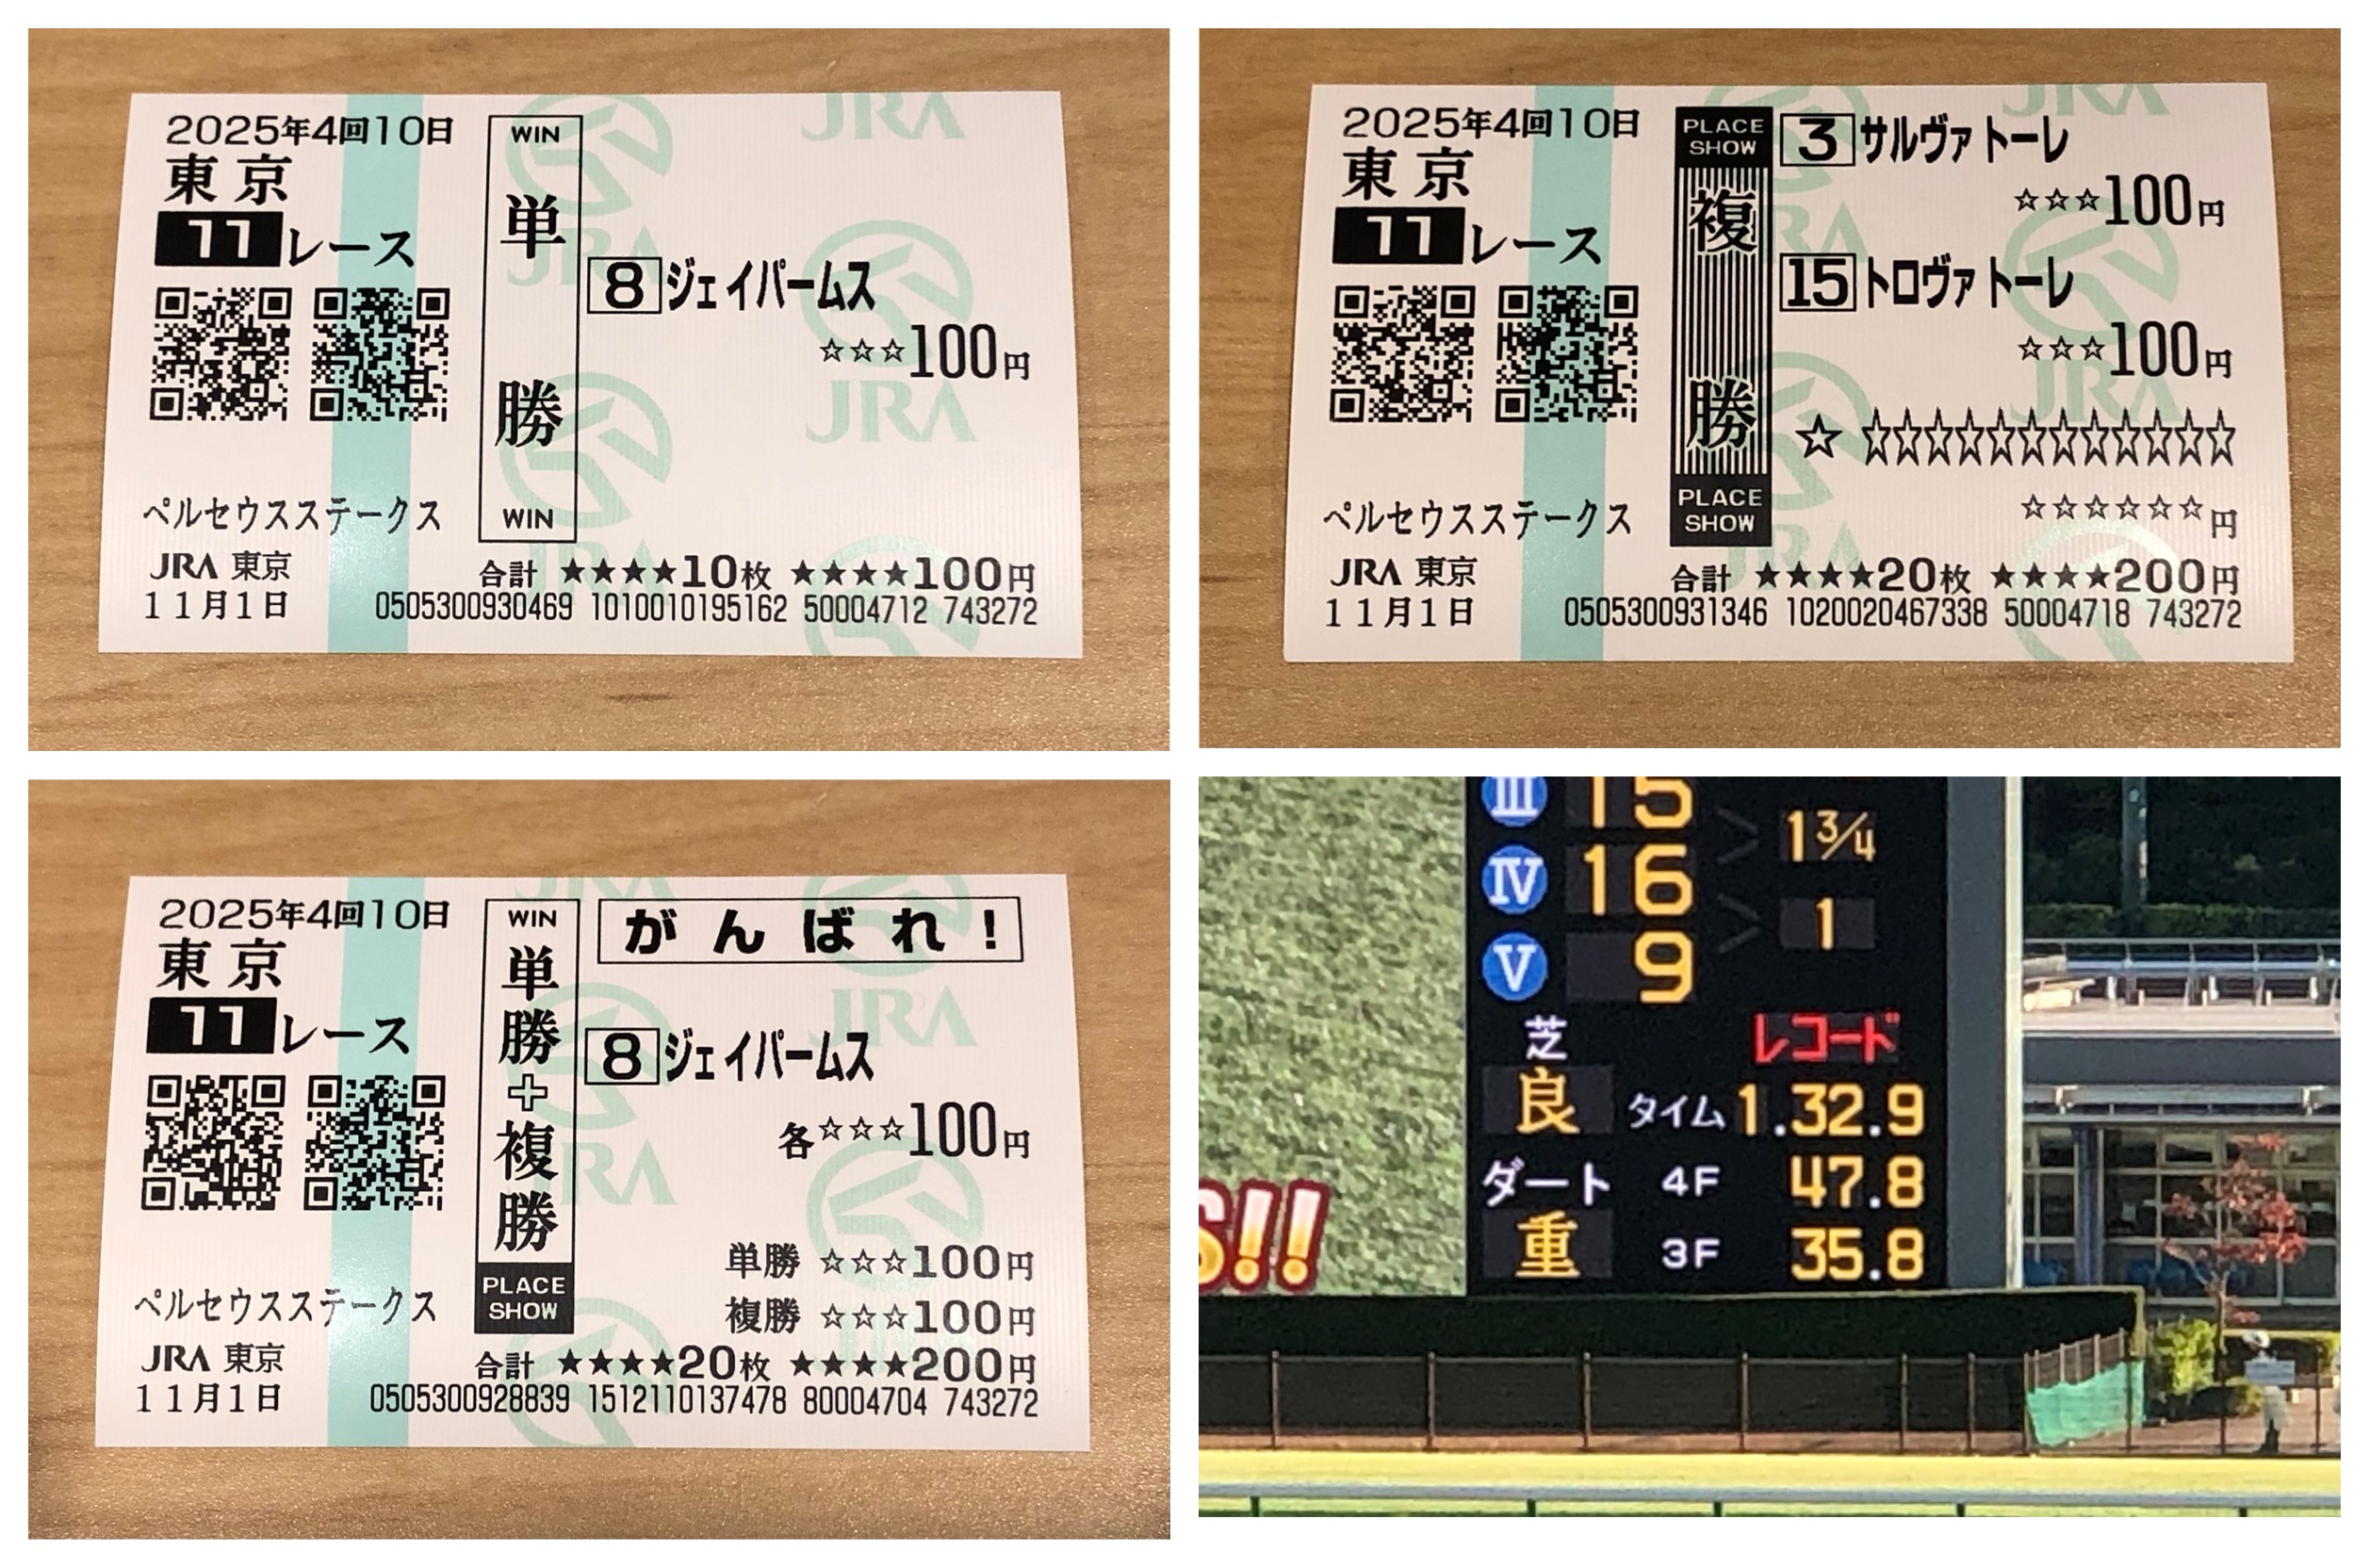 2025年4回10日
東京
11レース
WIN
単勝
WIN
8 ジェイパームス
☆☆☆100円
ペルセウスステークス
JRA 東京
11月1日
合計 ★★★★10枚 ★★★★100円
0505300930469 1010010195162 50004712 743272
2025年4回10日
東京
11レース
PLACE
SHOW
複勝
PLACE
SHOW
3 サルヴァトーレ
☆☆☆100円
15 トロヴァトーレ
☆☆☆100円
☆ ☆☆☆☆☆☆☆☆☆☆☆☆
☆☆☆☆☆☆円
ペルセウスステークス
JRA 東京
11月1日
合計 ★★★★20枚 ★★★★200円
0505300931346 1020020467338 50004718 743272
2025年4回10日
東京
11レース
WIN
単勝+複勝
PLACE
SHOW
がんばれ!
8 ジェイパームス
各☆☆☆100円
単勝 ☆☆☆100円
複勝 ☆☆☆100円
ペルセウスステークス
JRA 東京
11月1日
合計 ★★★★20枚 ★★★★200円
0505300928839 1512110137478 80004704 743272
Ⅲ 15
> 1 3/4
Ⅳ 16
> 1
Ⅴ 9
芝 レコード
良 タイム 1.32.9
ダート 4F 47.8
重 3F 35.8
!!
JRA